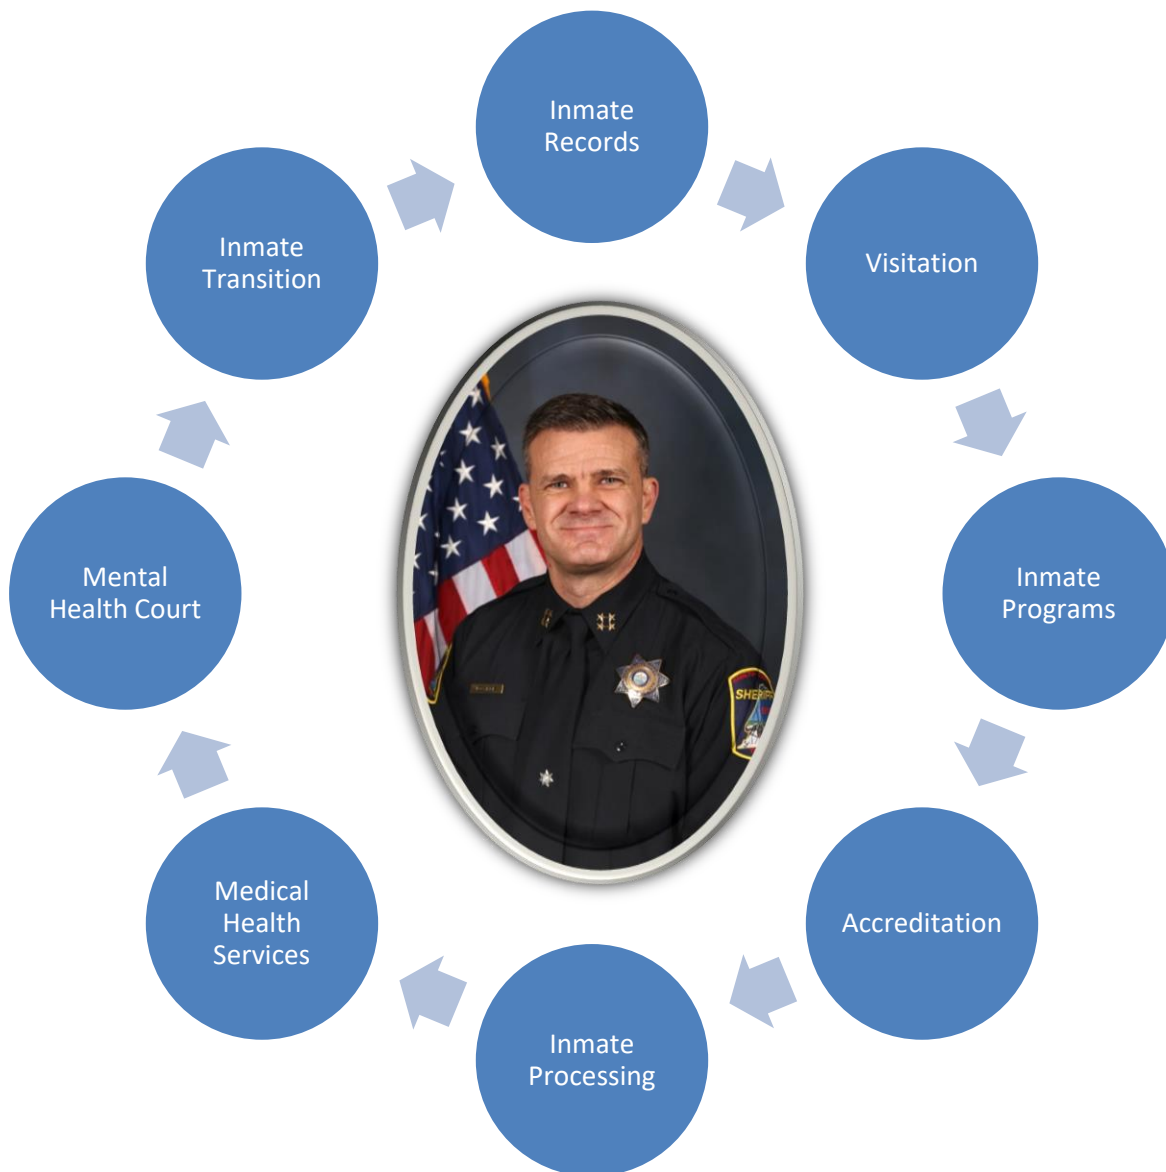 Inmate
Records
Visitation
Inmate
Programs
Accreditation
Inmate
Processing
Medical
Health
Services
Mental
Health Court
Inmate
Transition